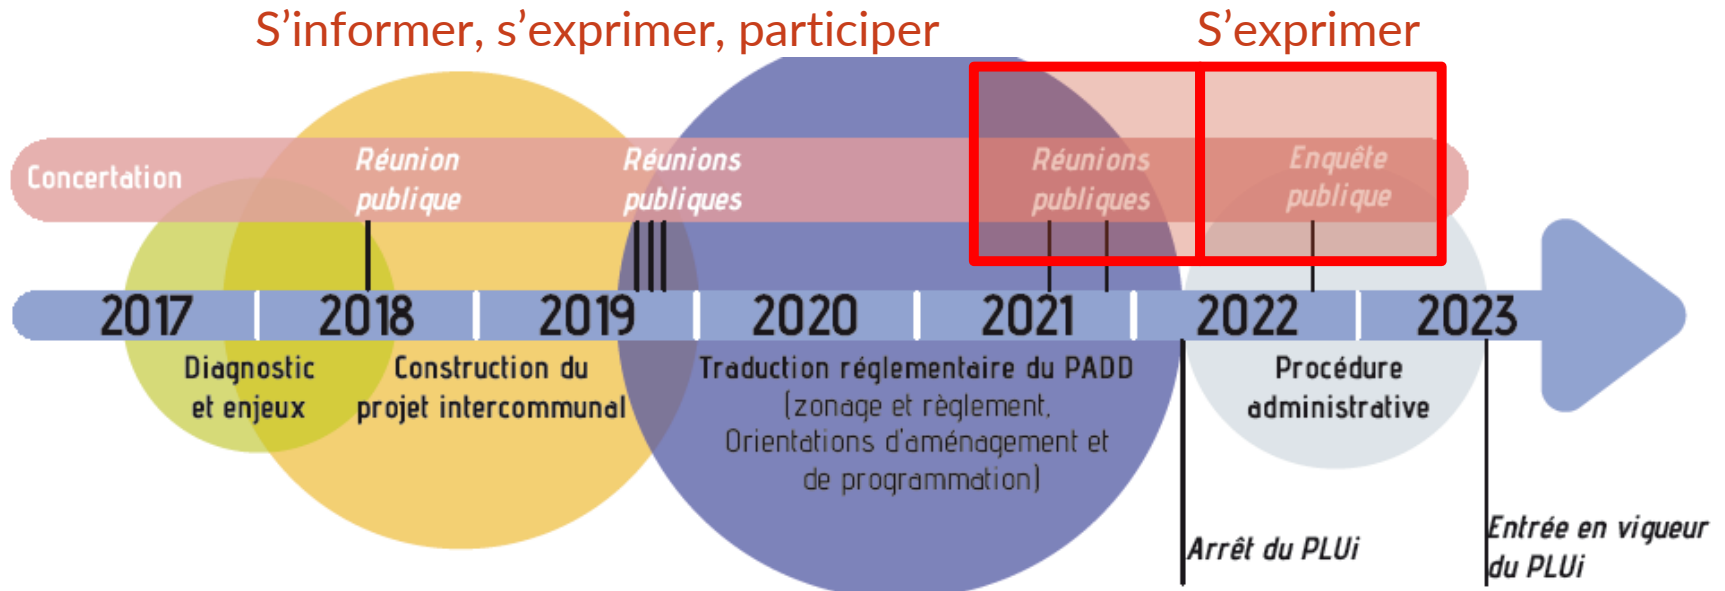 S’informer, s’exprimer, participer
S’exprimer
Concertation
Réunion
publique
Réunions
publiques
Réunions
publiques
Enquête
publique
2017
2018
2019
2020
2021
2022
2023
Diagnostic
et enjeux
Construction du
projet intercommunal
Traduction réglementaire du PADD
(zonage et règlement,
Orientations d'aménagement et
de programmation)
Procédure
administrative
Arrêt du PLUi
Entrée en vigueur
du PLUi